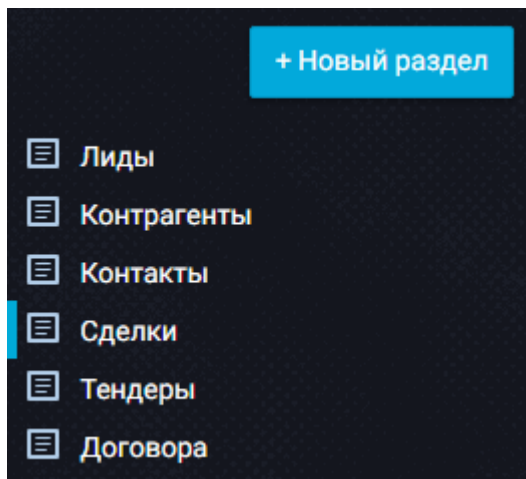 + Новый раздел
Лиды
Контрагенты
Контакты
Сделки
Тендеры
Договора